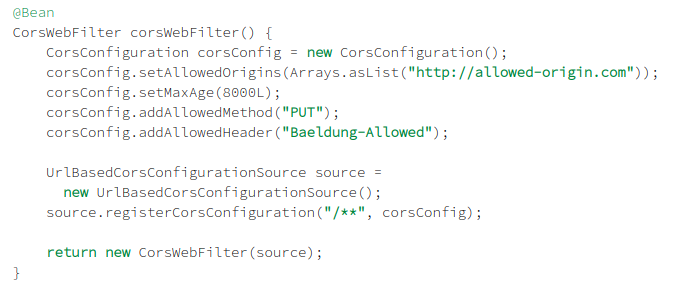 @Bean
CorsWebFilter corsWebFilter() {
    CorsConfiguration corsConfig = new CorsConfiguration();
    corsConfig.setAllowedOrigins(Arrays.asList("http://allowed-origin.com"));
    corsConfig.setMaxAge(8000L);
    corsConfig.addAllowedMethod("PUT");
    corsConfig.addAllowedHeader("Baeldung-Allowed");

    UrlBasedCorsConfigurationSource source =
      new UrlBasedCorsConfigurationSource();
    source.registerCorsConfiguration("/**", corsConfig);

    return new CorsWebFilter(source);
}